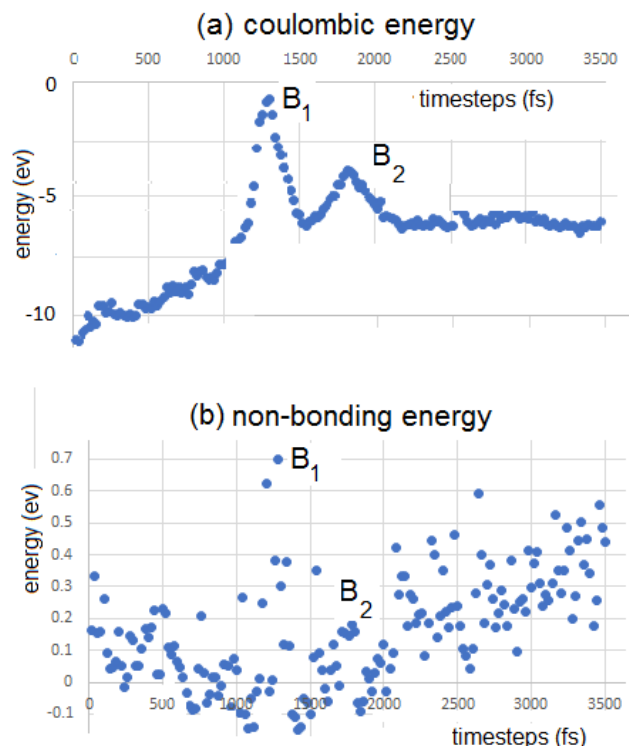 (a) coulombic energy
0 500 1000 1500 2000 2500 3000 3500
0
B1
timesteps (fs)
B2
energy (ev)
-5
-10
(b) non-bonding energy
0.7
B1
0.6
0.5
energy (ev)
0.4
0.3
B2
0.2
0.1
0
0 500 1000 1500 2000 2500 3000 3500
-0.1
timesteps (fs)